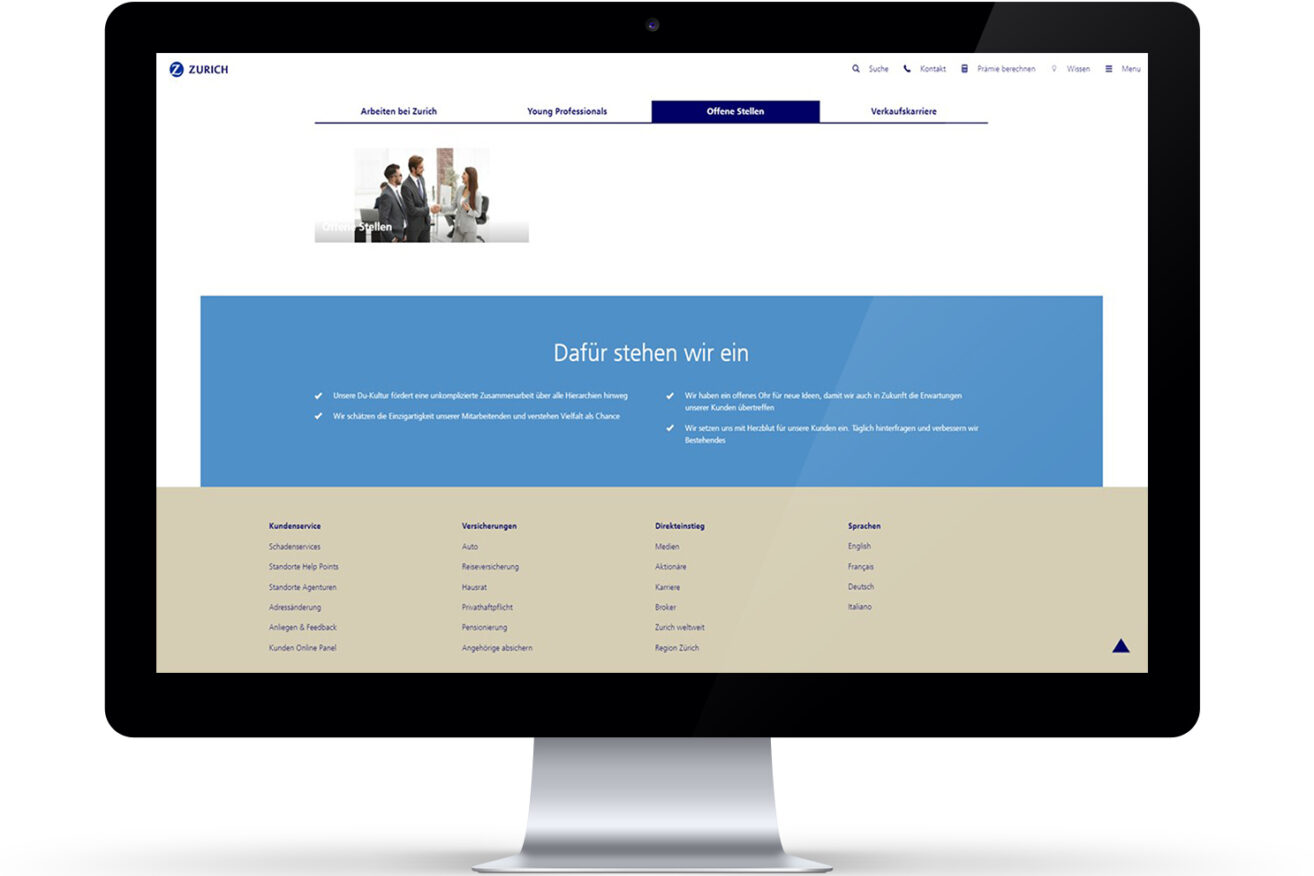 ZURICH
Suche Kontakt Prämie berechnen Wissen Menu
Arbeiten bei Zurich Young Professionals Offene Stellen Verkaufskarriere
Offene Stellen
Dafür stehen wir ein
Unsere Du-Kultur fördert eine unkomplizierte Zusammenarbeit über alle Hierarchien hinweg
Wir schätzen die Einzigartigkeit unserer Mitarbeitenden und verstehen Vielfalt als Chance
Wir haben ein offenes Ohr für neue Ideen, damit wir auch in Zukunft die Erwartungen
unserer Kunden übertreffen
Wir setzen uns mit Herzblut für unsere Kunden ein. Täglich hinterfragen und verbessern wir
Bestehendes
Kundenservice
Schadenservices
Standorte Help Points
Standorte Agenturen
Adressänderung
Anliegen & Feedback
Kunden Online Panel
Versicherungen
Auto
Reiseversicherung
Hausrat
Privathaftpflicht
Pensionierung
Angehörige absichern
Direkteinstieg
Medien
Aktionäre
Karriere
Broker
Zurich weltweit
Region Zürich
Sprachen
English
Français
Deutsch
Italiano